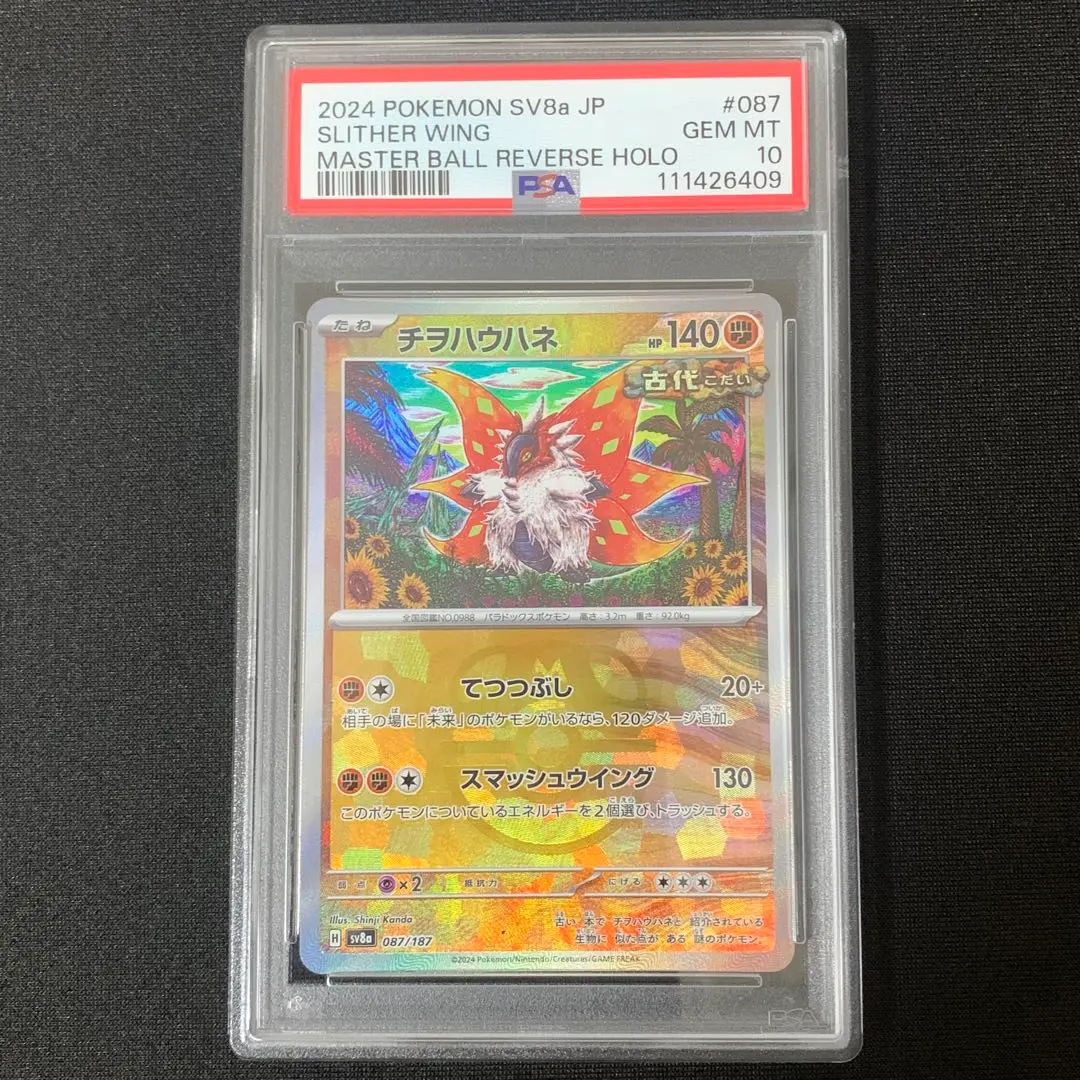 2024 POKEMON SV8a JP #087
SLITHER WING GEM MT
MASTER BALL REVERSE HOLO 10
PSA 111426409
たね チヲハウハネ HP 140
古代 こだい
全国図鑑NO.0988 パラドックスポケモン 高さ:3.2m 重さ:92.0kg
てつつぶし 20+
相手の場に「未来」のポケモンがいるなら、120ダメージ追加。
スマッシュウイング 130
このポケモンについているエネルギーを2個選び、トラッシュする。
弱点 ×2 抵抗力 にげる
Illus. Shinji Kanda
古い 本で チヲハウハネと 紹介されている
生物に 似た点が ある 謎のポケモン。
H sv8a 087/187
©2024 Pokémon/Nintendo/Creatures/GAME FREAK
PSA